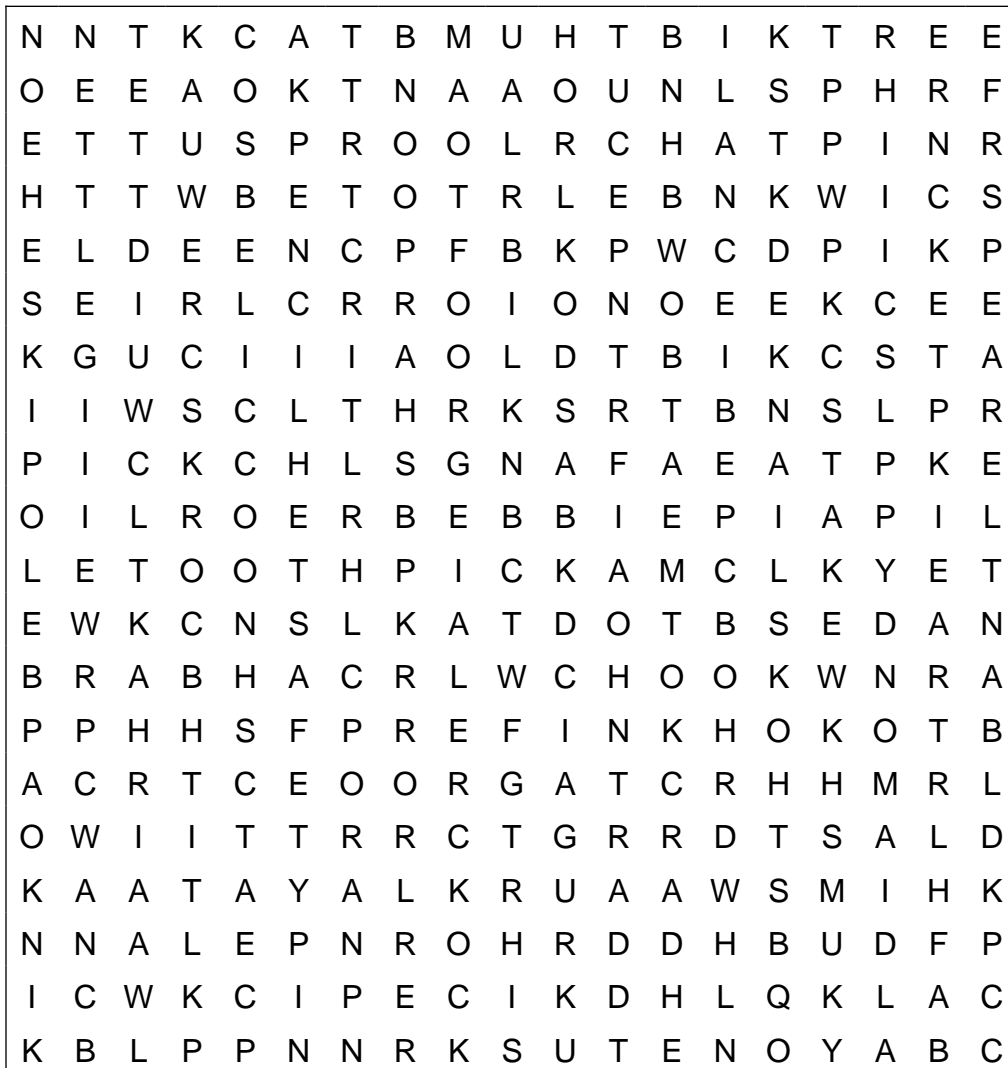 N N T K C A T B M U H T B I K T R E E
O E E A O K T N A A O U N L S P H R F
E T T U S P R O O L R C H A T P I N R
H T T W B E T O T R L E B N K W I C S
E L D E E N C P F B K P W C D P I K P
S E I R L C R R O I O N O E E K C E E
K G U C I I I A O L D T B I K C S T A
I I W S C L T H R K S R T B N S L P R
P I C K C H L S G N A F A E A T P K E
O I L R O E R B E B B I E P I A P I L
L E T O O T H P I C K A M C L K Y E T
E W K C N S L K A T D O T B S E D A N
B R A B H A C R L W C H O O K W N R A
P P H H S F P R E F I N K H O K O T B
A C R T C E O O R G A T C R H H M R L
O W I I T T R R C T G R R D T S A L D
K A A T A Y A L K R U A A W S M I H K
N N A L E P N R O H R D D H B U D F P
I C W K C I P E C I K D H L Q K L A C
K B L P P N N R K S U T E N O Y A B C